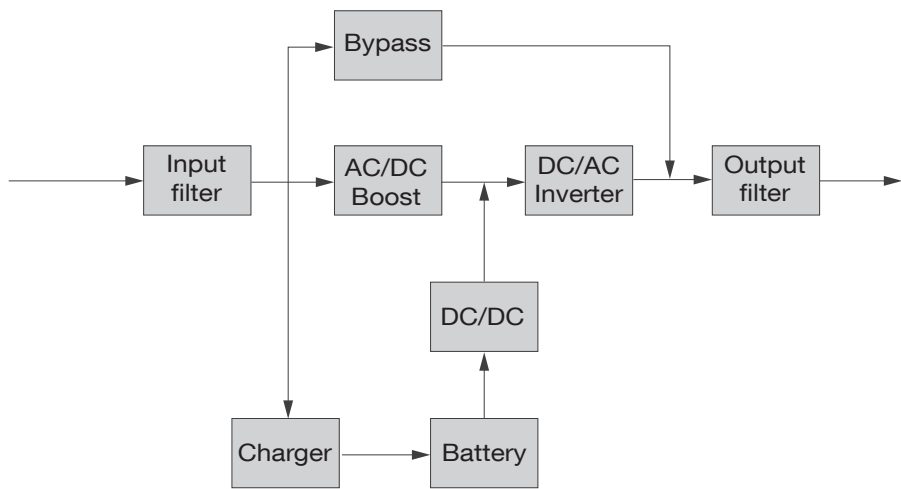 Bypass
Input
filter
AC/DC
Boost
DC/AC
Inverter
Output
filter
DC/DC
Charger
Battery